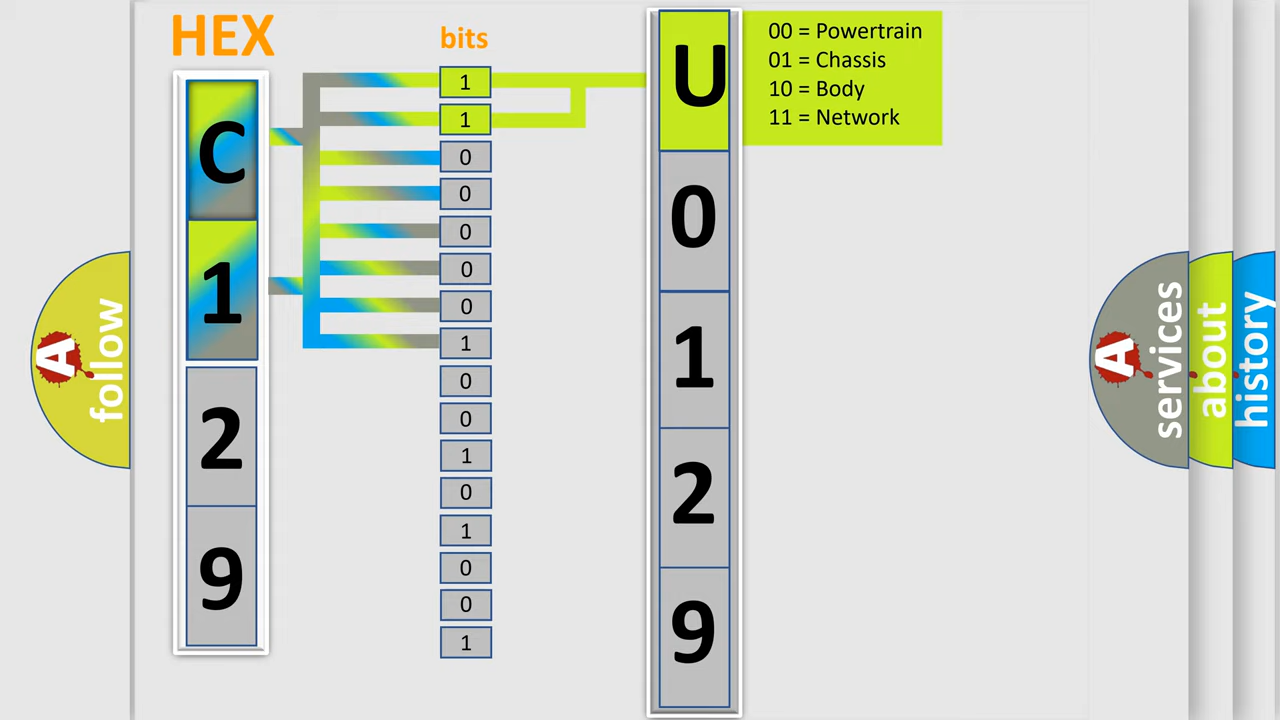 HEX
C
1
2
9
bits
1
1
0
0
0
0
0
1
0
0
1
0
1
0
0
1
U
0
1
2
9
00 = Powertrain
01 = Chassis
10 = Body
11 = Network
A
follow
A
services
about
history